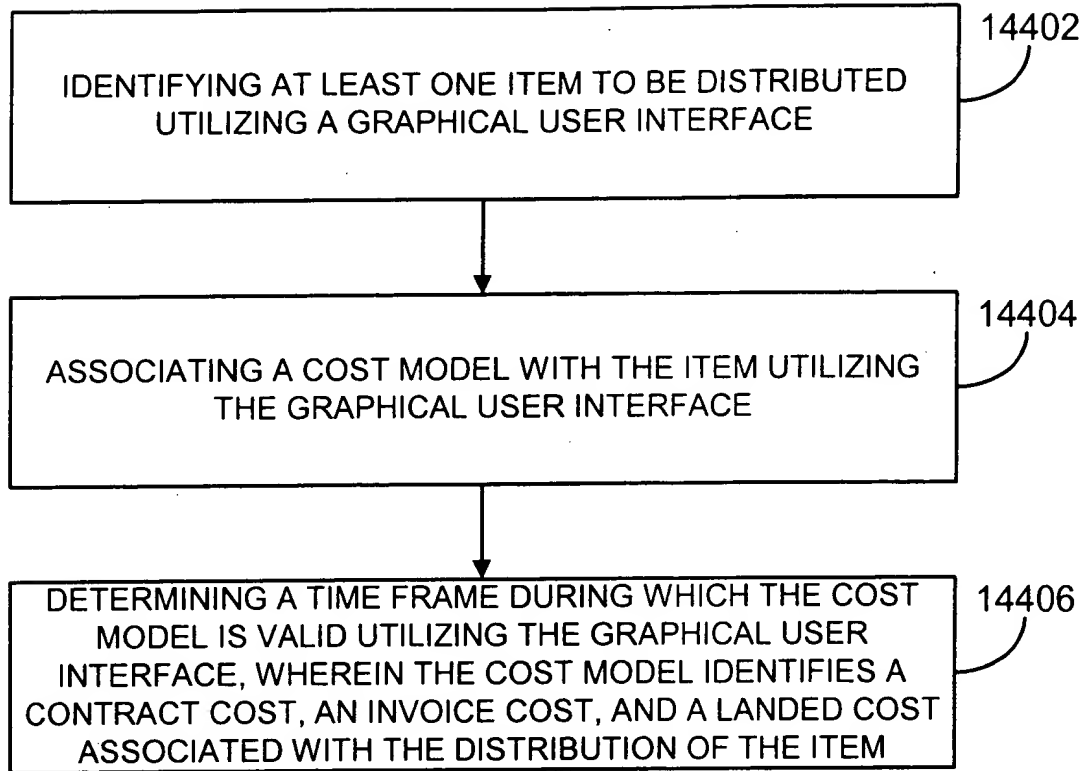 14402
IDENTIFYING AT LEAST ONE ITEM TO BE DISTRIBUTED
UTILIZING A GRAPHICAL USER INTERFACE
14404
ASSOCIATING A COST MODEL WITH THE ITEM UTILIZING
THE GRAPHICAL USER INTERFACE
14406
DETERMINING A TIME FRAME DURING WHICH THE COST
MODEL IS VALID UTILIZING THE GRAPHICAL USER
INTERFACE, WHEREIN THE COST MODEL IDENTIFIES A
CONTRACT COST, AN INVOICE COST, AND A LANDED COST
ASSOCIATED WITH THE DISTRIBUTION OF THE ITEM